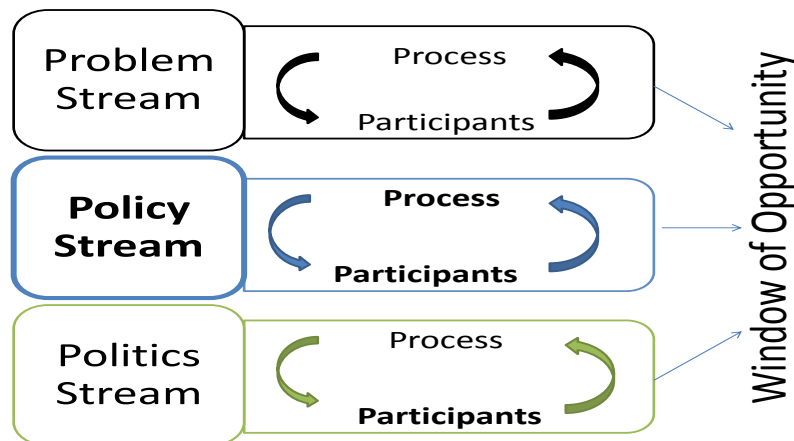 Problem
Stream
Process
Participants
Policy
Stream
Process
Participants
Politics
Stream
Process
Participants
Window of Opportunity